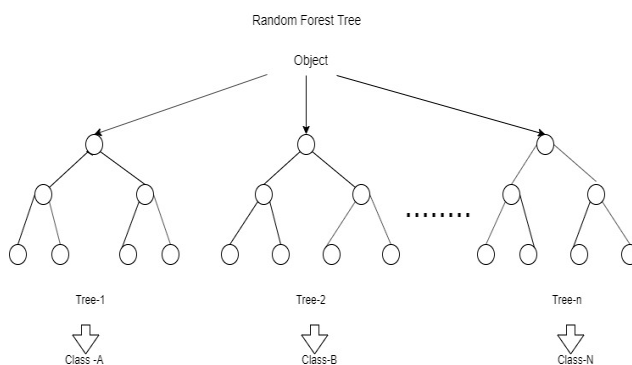 Random Forest Tree
Object
........
Tree-1
Tree-2
Tree-n
Class -A
Class-B
Class-N